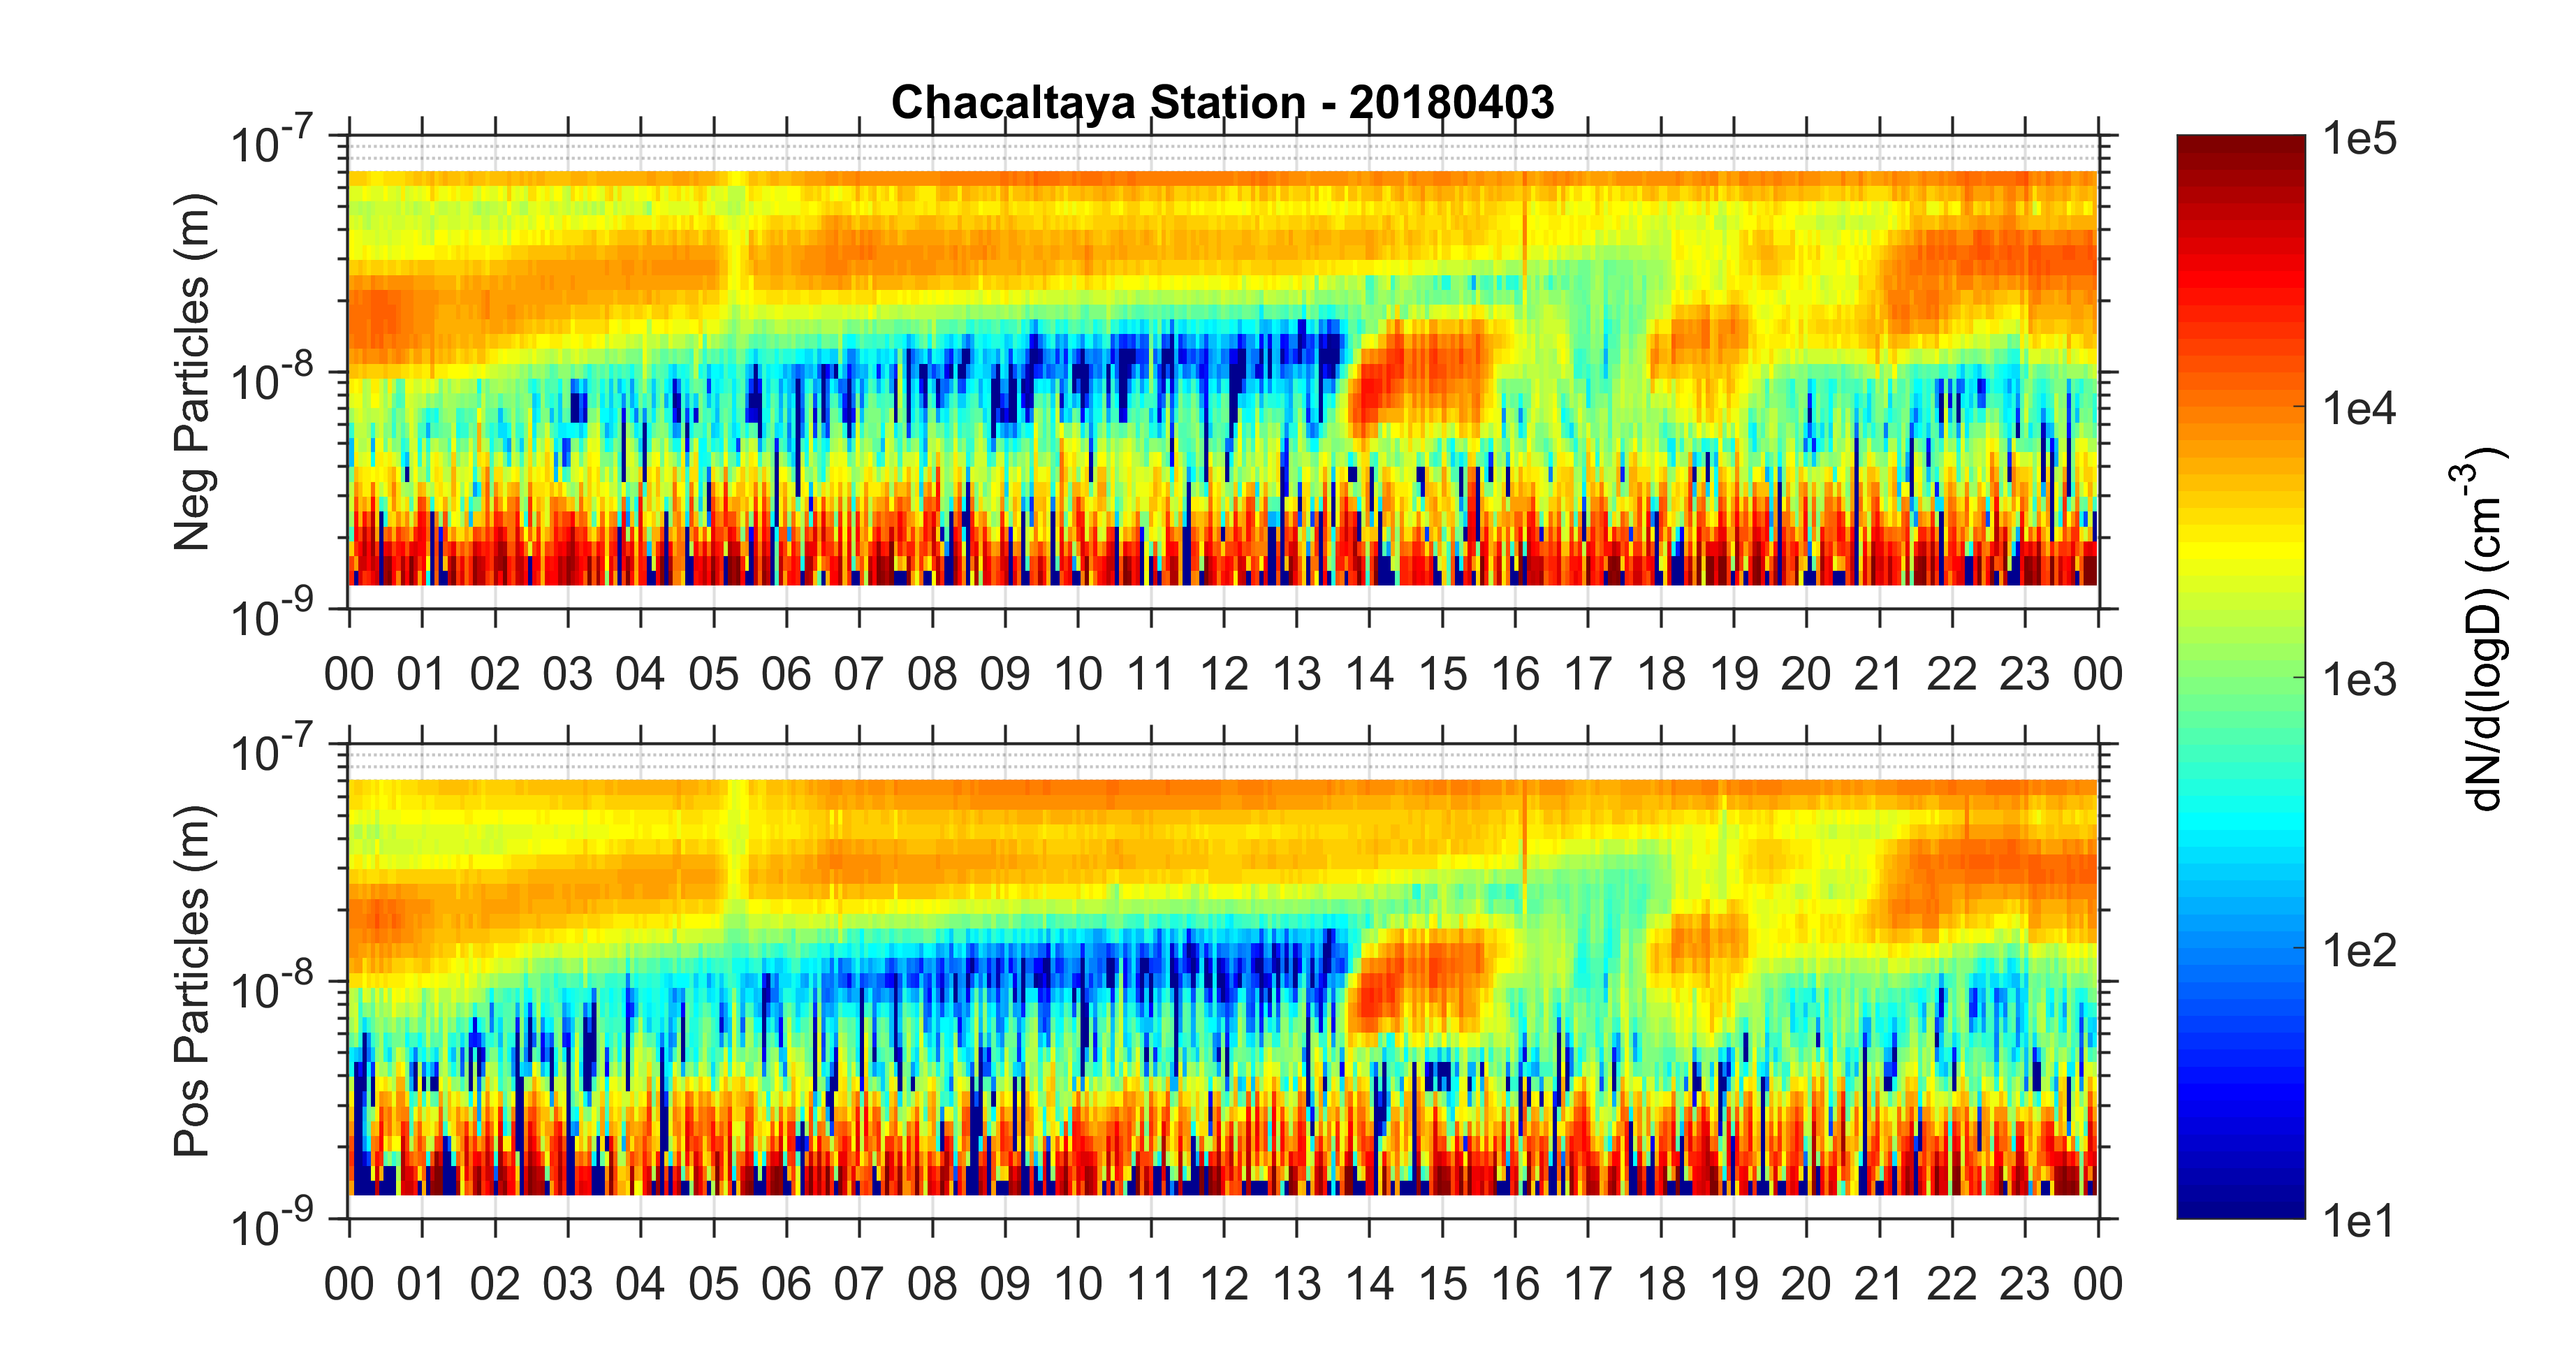 Chacaltaya Station - 20180403
Neg Particles (m)
10^-7
10^-8
10^-9
00 01 02 03 04 05 06 07 08 09 10 11 12 13 14 15 16 17 18 19 20 21 22 23 00
Pos Particles (m)
10^-7
10^-8
10^-9
00 01 02 03 04 05 06 07 08 09 10 11 12 13 14 15 16 17 18 19 20 21 22 23 00
1e5
1e4
1e3
1e2
1e1
dN/d(logD) (cm^-3)